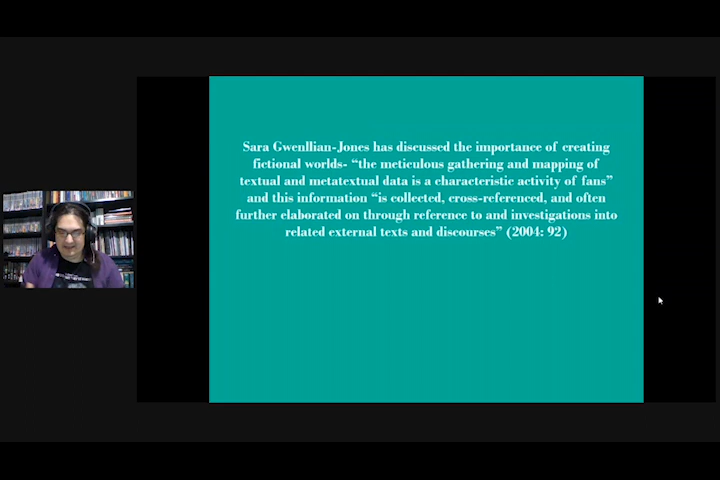 Sara Gwenllian-Jones has discussed the importance of creating
fictional worlds- “the meticulous gathering and mapping of
textual and metatextual data is a characteristic activity of fans”
and this information “is collected, cross-referenced, and often
further elaborated on through reference to and investigations into
related external texts and discourses” (2004: 92)